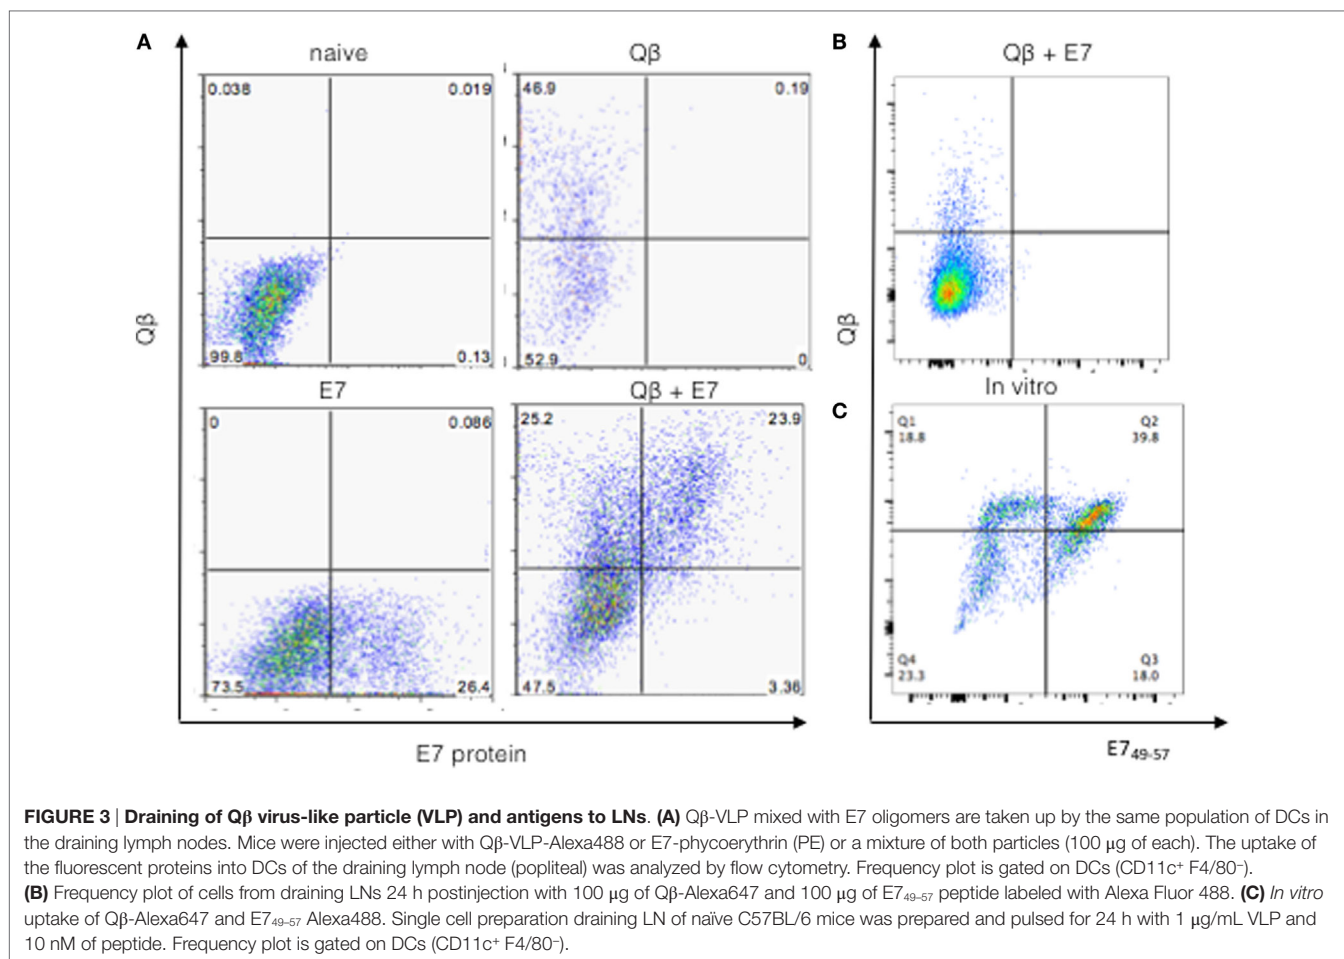 A
naive
Qβ
0.038
0.019
99.8
0.13
46.9
0.19
52.9
0
Qβ
E7
Qβ + E7
0
0.086
73.5
26.4
25.2
23.9
47.5
3.36
E7 protein
B
Qβ + E7
Qβ
In vitro
C
Q1
18.8
Q2
39.8
Q4
23.3
Q3
18.0
E7₄₉₋₅₇
FIGURE 3 | Draining of Qβ virus-like particle (VLP) and antigens to LNs. (A) Qβ-VLP mixed with E7 oligomers are taken up by the same population of DCs in
the draining lymph nodes. Mice were injected either with Qβ-VLP-Alexa488 or E7-phycoerythrin (PE) or a mixture of both particles (100 μg of each). The uptake of
the fluorescent proteins into DCs of the draining lymph node (popliteal) was analyzed by flow cytometry. Frequency plot is gated on DCs (CD11c⁺ F4/80⁻).
(B) Frequency plot of cells from draining LNs 24 h postinjection with 100 μg of Qβ-Alexa647 and 100 μg of E7₄₉₋₅₇ peptide labeled with Alexa Fluor 488. (C) In vitro
uptake of Qβ-Alexa647 and E7₄₉₋₅₇ Alexa488. Single cell preparation draining LN of naïve C57BL/6 mice was prepared and pulsed for 24 h with 1 μg/mL VLP and
10 nM of peptide. Frequency plot is gated on DCs (CD11c⁺ F4/80⁻).